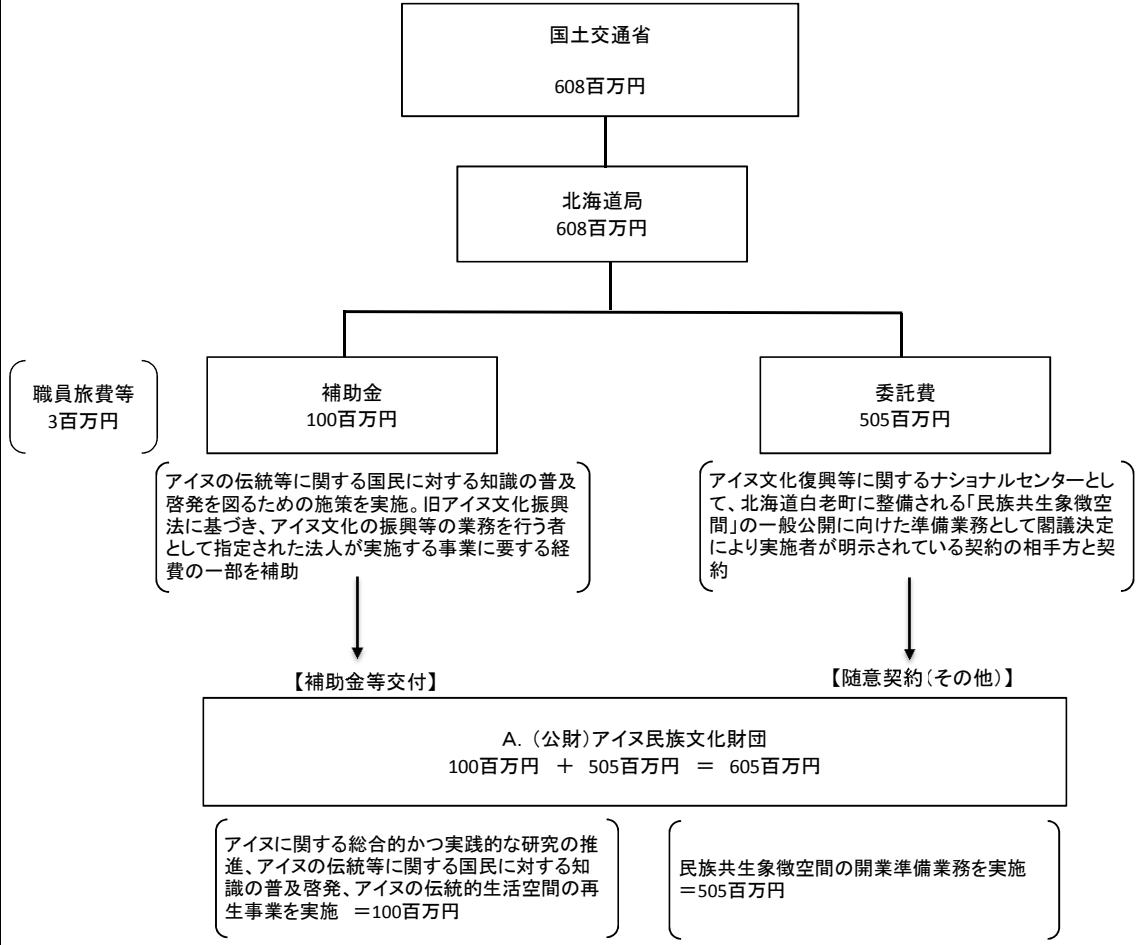 国土交通省
608百万円
北海道局
608百万円
職員旅費等
3百万円
補助金
100百万円
委託費
505百万円
アイヌの伝統等に関する国民に対する知識の普及
啓発を図るための施策を実施。旧アイヌ文化振興
法に基づき、アイヌ文化の振興等の業務を行う者
として指定された法人が実施する事業に要する経
費の一部を補助
アイヌ文化復興等に関するナショナルセンターとし
て、北海道白老町に整備される「民族共生象徴空
間」の一般公開に向けた準備業務として閣議決定
により実施者が明示されている契約の相手方と契
約
【補助金等交付】
【随意契約(その他)】
A. (公財)アイヌ民族文化財団
100百万円 + 505百万円 = 605百万円
アイヌに関する総合的かつ実践的な研究の推
進、アイヌの伝統等に関する国民に対する知
識の普及啓発、アイヌの伝統的生活空間の再
生事業を実施 =100百万円
民族共生象徴空間の開業準備業務を実施
=505百万円